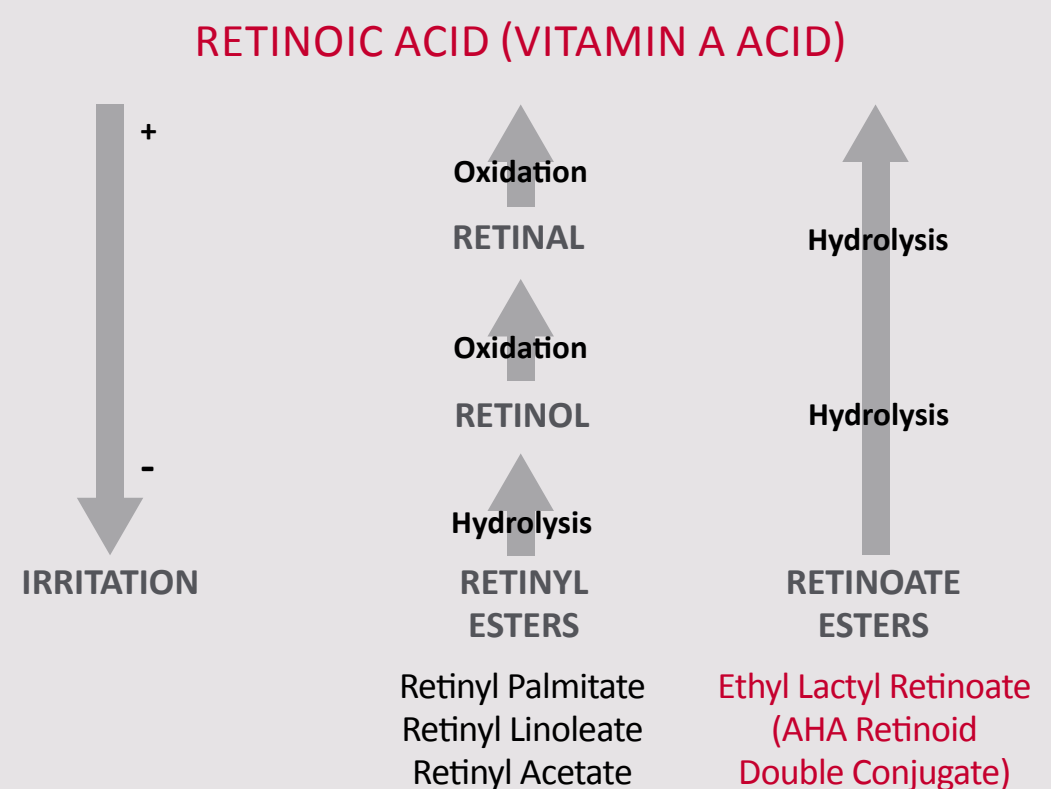 RETINOIC ACID (VITAMIN A ACID)
+
-
IRRITATION
Oxidation
RETINAL
Oxidation
RETINOL
Hydrolysis
RETINYL
ESTERS
Retinyl Palmitate
Retinyl Linoleate
Retinyl Acetate
Hydrolysis
Hydrolysis
RETINOATE
ESTERS
Ethyl Lactyl Retinoate
(AHA Retinoid
Double Conjugate)